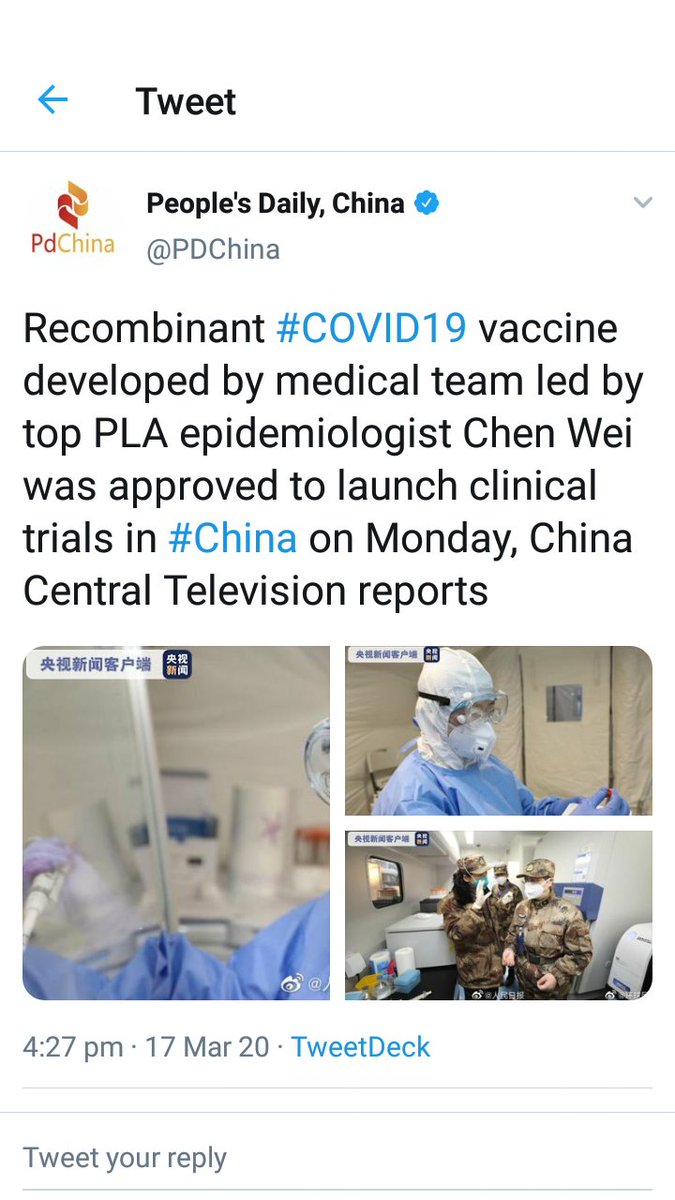 Tweet
People's Daily, China
PdChina
@PDChina
Recombinant #COVID19 vaccine
developed by medical team led by
top PLA epidemiologist Chen Wei
was approved to launch clinical
trials in #China on Monday, China
Central Television reports
央视新闻客户端 央视
新闻
央视新闻客户端 央视
新闻
央视新闻客户端 央视
新闻
@人民日报
4:27 pm · 17 Mar 20 · TweetDeck
Tweet your reply